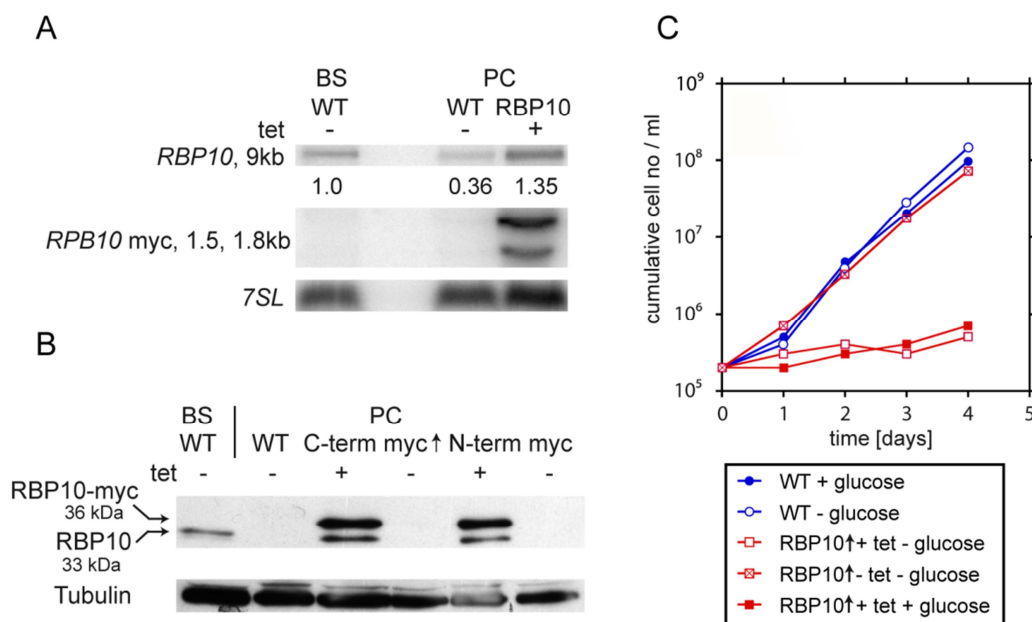 A
BS PC
WT WT RBP10
tet - - +
RBP10, 9kb
1.0 0.36 1.35
RPB10 myc, 1.5, 1.8kb
7SL
B
BS PC
WT WT C-term myc↑ N-term myc
tet - - + - + -
RBP10-myc
36 kDa
RBP10
33 kDa
Tubulin
C
cumulative cell no / ml
10⁹
10⁸
10⁷
10⁶
10⁵
0 1 2 3 4 5
time [days]
WT + glucose
WT - glucose
RBP10↑+ tet - glucose
RBP10↑- tet - glucose
RBP10↑+ tet + glucose